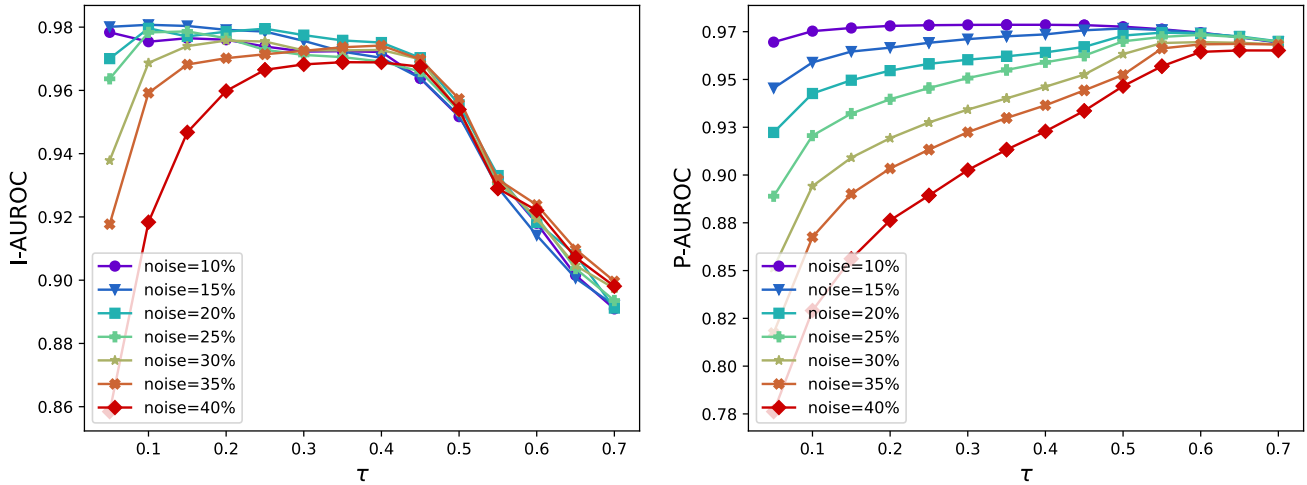 0.98
0.96
0.94
0.92
0.90
0.88
0.86
I-AUROC
noise=10%
noise=15%
noise=20%
noise=25%
noise=30%
noise=35%
noise=40%
0.1 0.2 0.3 0.4 0.5 0.6 0.7
τ
0.97
0.95
0.93
0.90
0.88
0.85
0.82
0.80
0.78
P-AUROC
noise=10%
noise=15%
noise=20%
noise=25%
noise=30%
noise=35%
noise=40%
0.1 0.2 0.3 0.4 0.5 0.6 0.7
τ